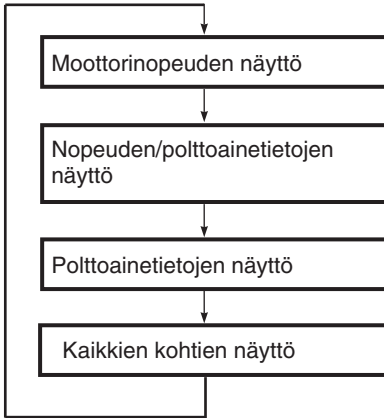 Moottorinopeuden näyttö
Nopeuden/polttoainetietojen
näyttö
Polttoainetietojen näyttö
Kaikkien kohtien näyttö